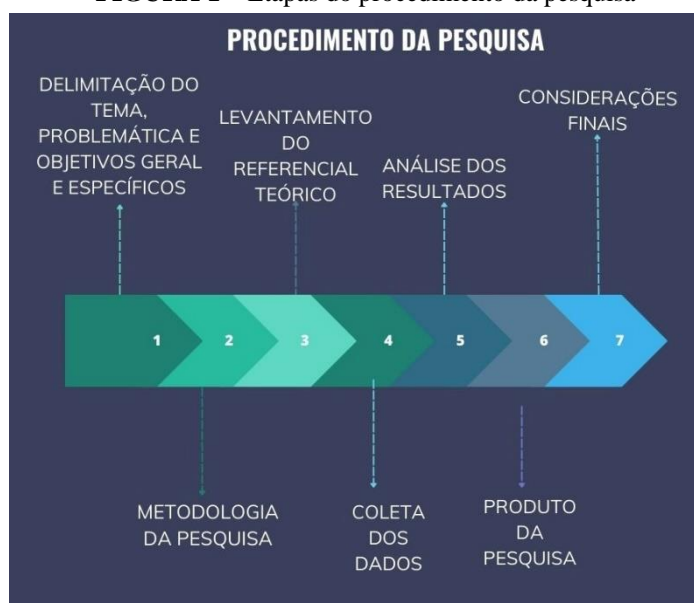 PROCEDIMENTO DA PESQUISA
DELIMITAÇÃO DO
TEMA,
PROBLEMÁTICA E
OBJETIVOS GERAL
E ESPECÍFICOS
LEVANTAMENTO
DO
REFERENCIAL
TEÓRICO
ANÁLISE DOS
RESULTADOS
CONSIDERAÇÕES
FINAIS
1 2 3 4 5 6 7
METODOLOGIA
DA PESQUISA
COLETA
DOS
DADOS
PRODUTO
DA
PESQUISA